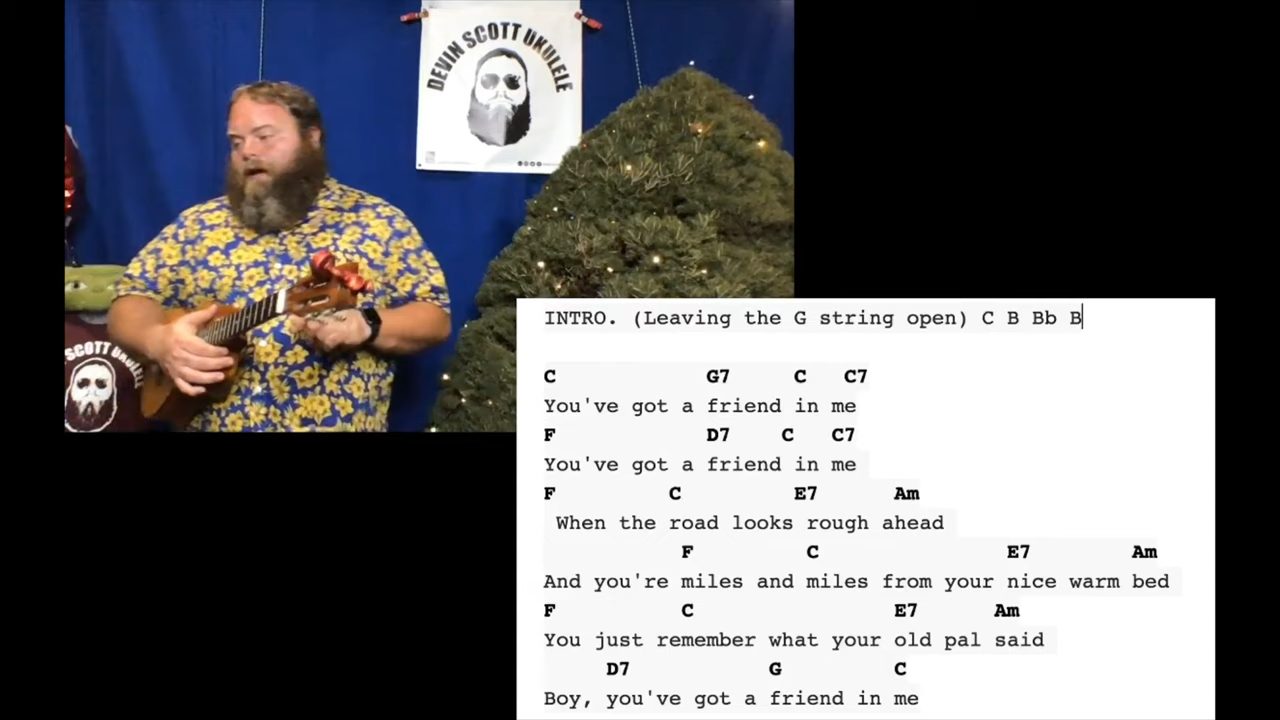 DEVIN SCOTT UKULELE
SCOTT UKULELE
INTRO. (Leaving the G string open) C B Bb B
C G7 C C7
You've got a friend in me
F D7 C C7
You've got a friend in me
F C E7 Am
When the road looks rough ahead
F C E7 Am
And you're miles and miles from your nice warm bed
F C E7 Am
You just remember what your old pal said
D7 G C
Boy, you've got a friend in me